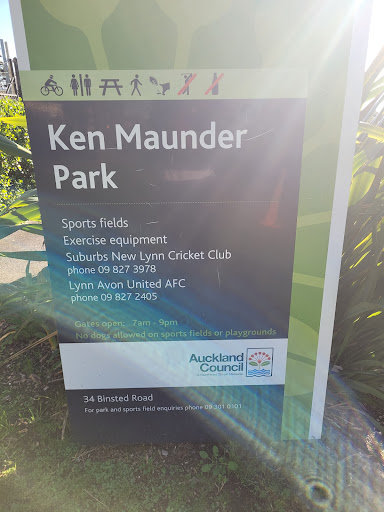 Ken Maunder
Park
Sports fields
Exercise equipment
Suburbs New Lynn Cricket Club
phone 09 827 3978
Lynn Avon United AFC
phone 09 827 2405
Gates open: 7am - 9pm
No dogs allowed on sports fields or playgrounds
Auckland
Council
34 Binsted Road
For park and sports field enquiries phone 09 301 0101